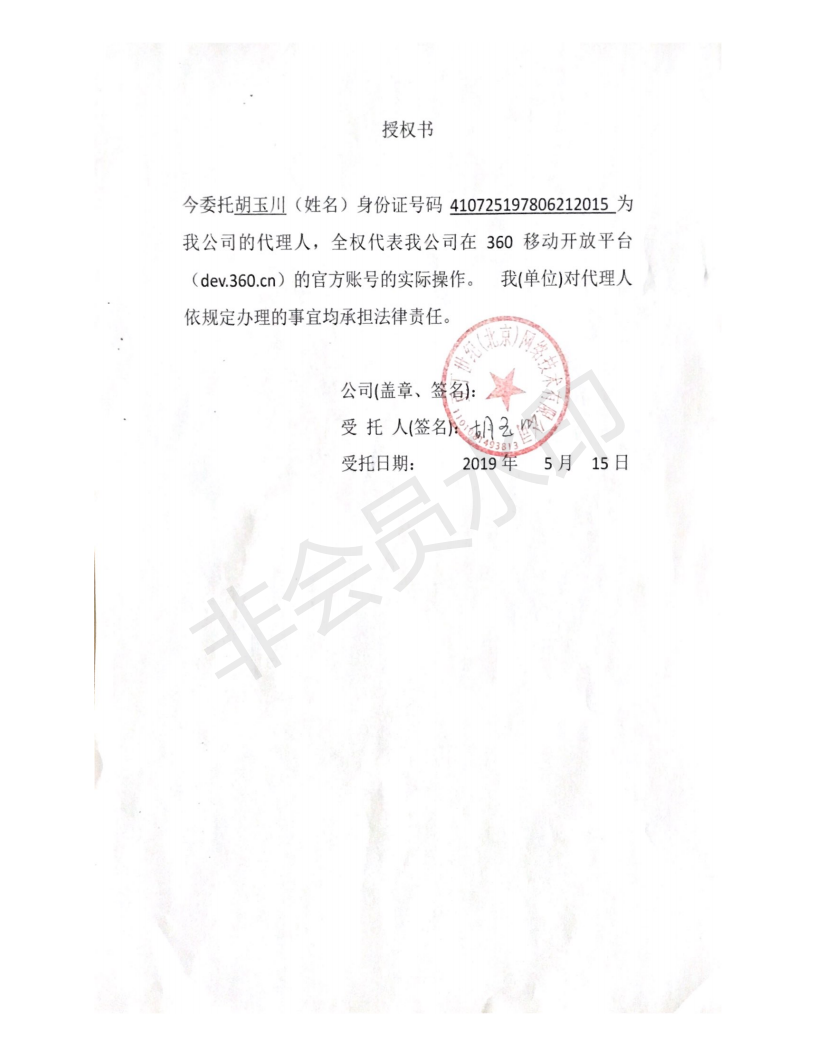 授权书
今委托胡玉川（姓名）身份证号码 410725197806212015 为
我公司的代理人，全权代表我公司在 360 移动开放平台
（dev.360.cn）的官方账号的实际操作。 我(单位)对代理人
依规定办理的事宜均承担法律责任。
世纪(北京)网络技术有限公司
公司(盖章、签名):
受 托 人(签名): 胡玉川
受托日期： 2019 年 5 月 15 日
非会员水印